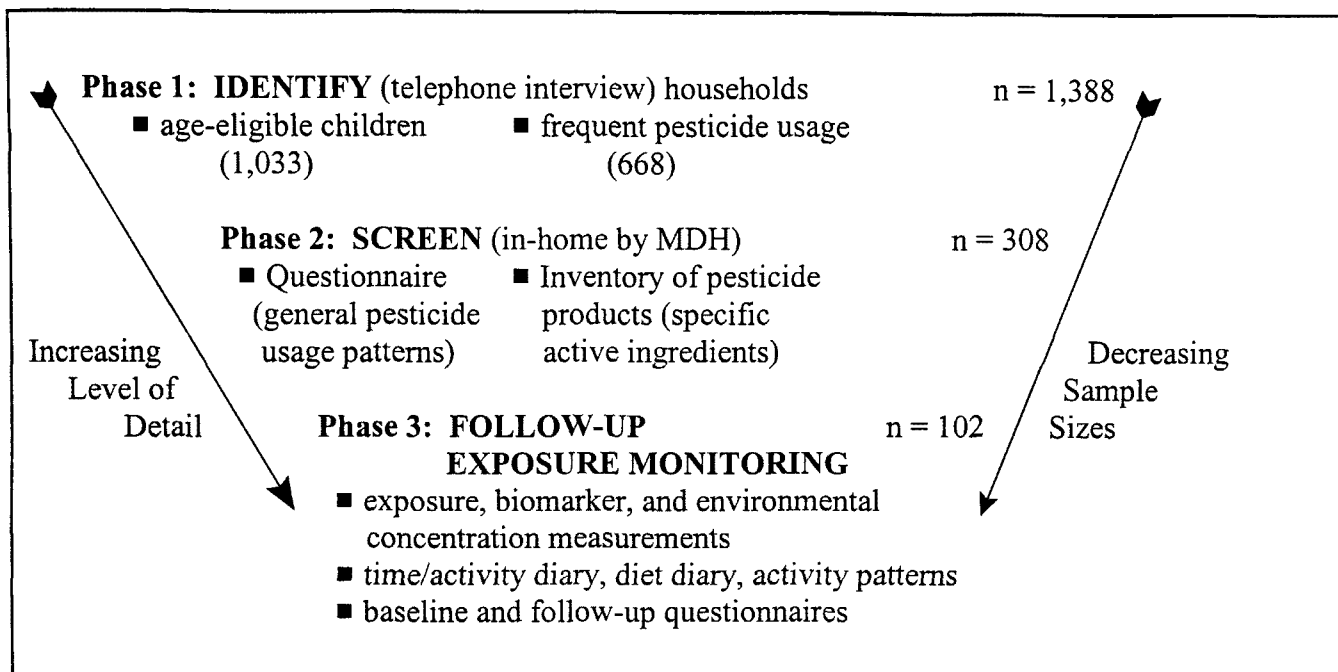 Phase 1: IDENTIFY (telephone interview) households n = 1,388
■ age-eligible children ■ frequent pesticide usage
(1,033) (668)
Phase 2: SCREEN (in-home by MDH) n = 308
■ Questionnaire ■ Inventory of pesticide
(general pesticide products (specific
usage patterns) active ingredients)
Increasing
Level of
Detail
Decreasing
Sample
Sizes
Phase 3: FOLLOW-UP n = 102
EXPOSURE MONITORING
■ exposure, biomarker, and environmental
concentration measurements
■ time/activity diary, diet diary, activity patterns
■ baseline and follow-up questionnaires